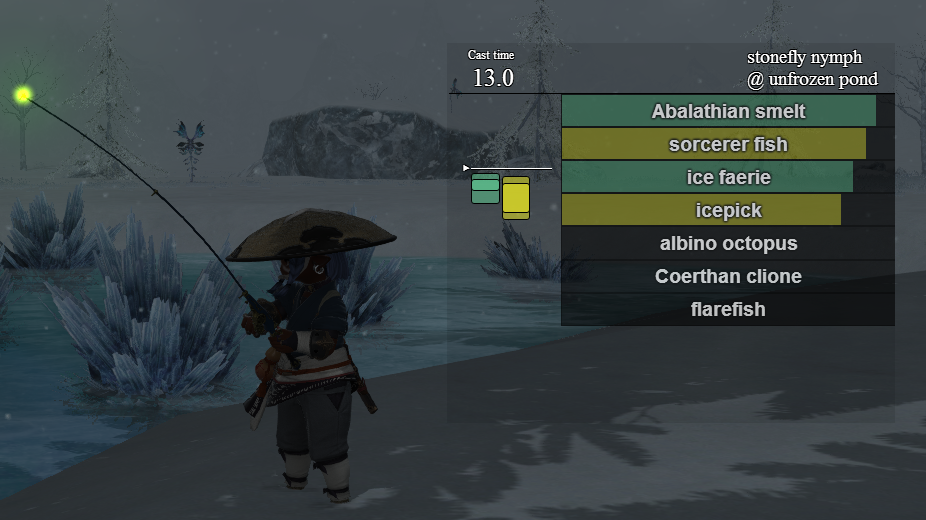 Cast time
13.0
stonefly nymph
@ unfrozen pond
Abalathian smelt
sorcerer fish
ice faerie
icepick
albino octopus
Coerthan clione
flarefish